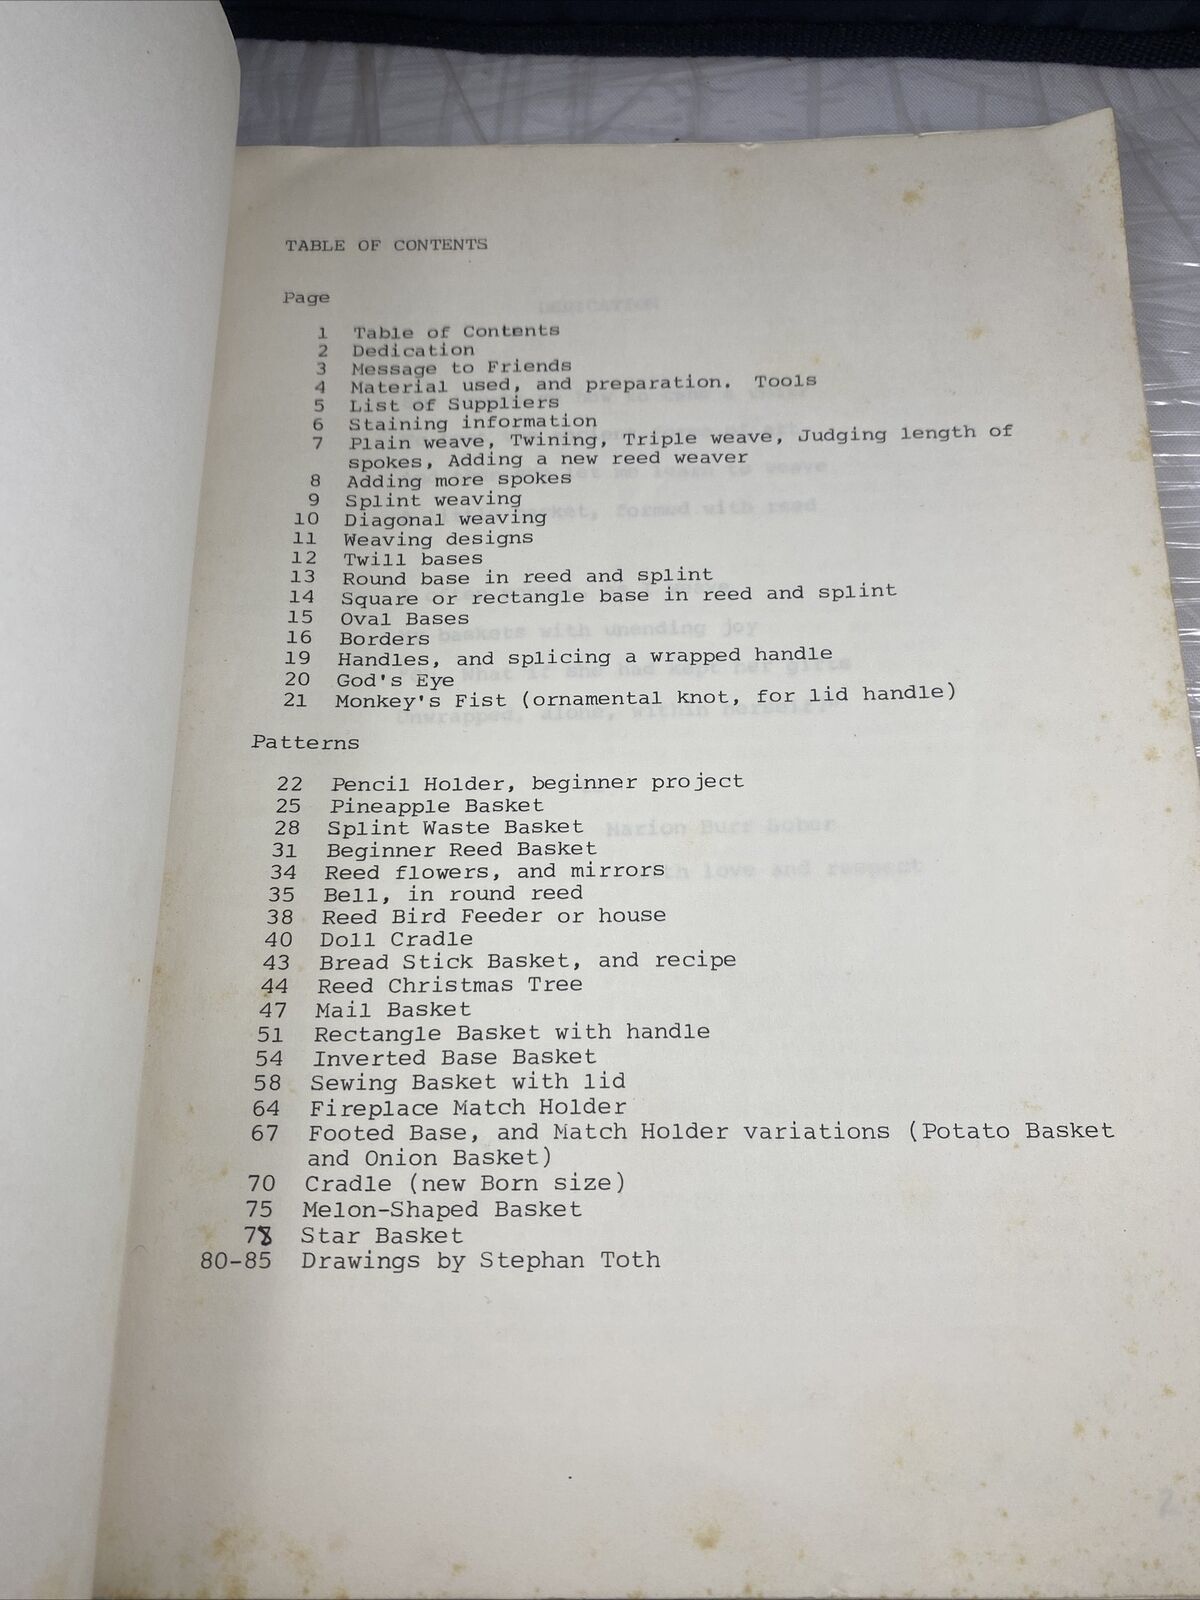 TABLE OF CONTENTS
Page
1 Table of Contents
2 Dedication
3 Message to Friends
4 Material used, and preparation. Tools
5 List of Suppliers
6 Staining information
7 Plain weave, Twining, Triple weave, Judging length of
spokes, Adding a new reed weaver
8 Adding more spokes
9 Splint weaving
10 Diagonal weaving
11 Weaving designs
12 Twill bases
13 Round base in reed and splint
14 Square or rectangle base in reed and splint
15 Oval Bases
16 Borders
19 Handles, and splicing a wrapped handle
20 God's Eye
21 Monkey's Fist (ornamental knot, for lid handle)
Patterns
22 Pencil Holder, beginner project
25 Pineapple Basket
28 Splint Waste Basket
31 Beginner Reed Basket
34 Reed flowers, and mirrors
35 Bell, in round reed
38 Reed Bird Feeder or house
40 Doll Cradle
43 Bread Stick Basket, and recipe
44 Reed Christmas Tree
47 Mail Basket
51 Rectangle Basket with handle
54 Inverted Base Basket
58 Sewing Basket with lid
64 Fireplace Match Holder
67 Footed Base, and Match Holder variations (Potato Basket
and Onion Basket)
70 Cradle (new Born size)
75 Melon-Shaped Basket
78 Star Basket
80-85 Drawings by Stephan Toth